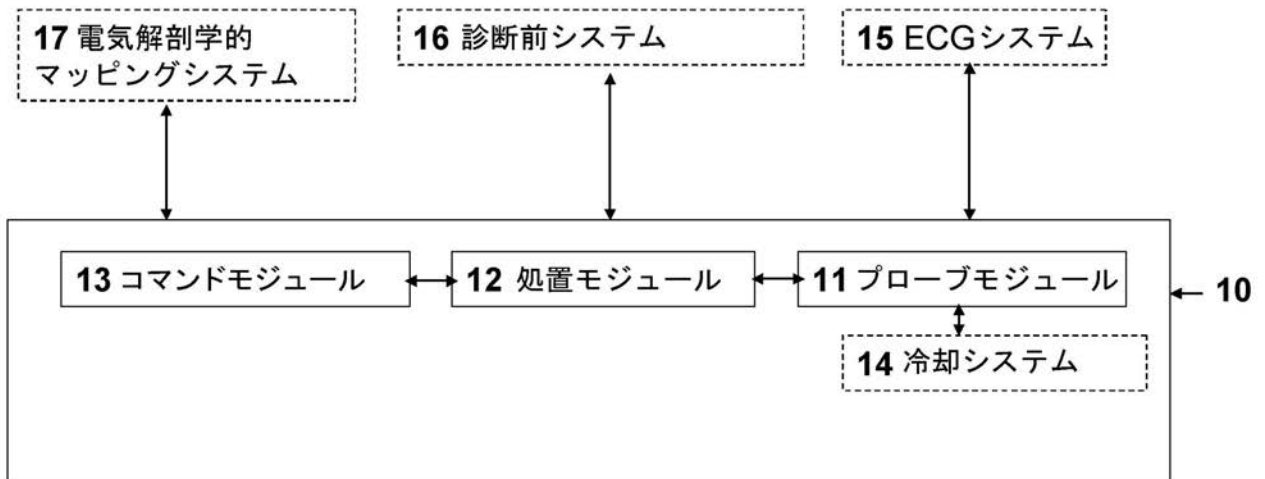 17 電気解剖学的
マッピングシステム
16 診断前システム
15 ECGシステム
13 コマンドモジュール
12 処置モジュール
11 プローブモジュール
10
14 冷却システム